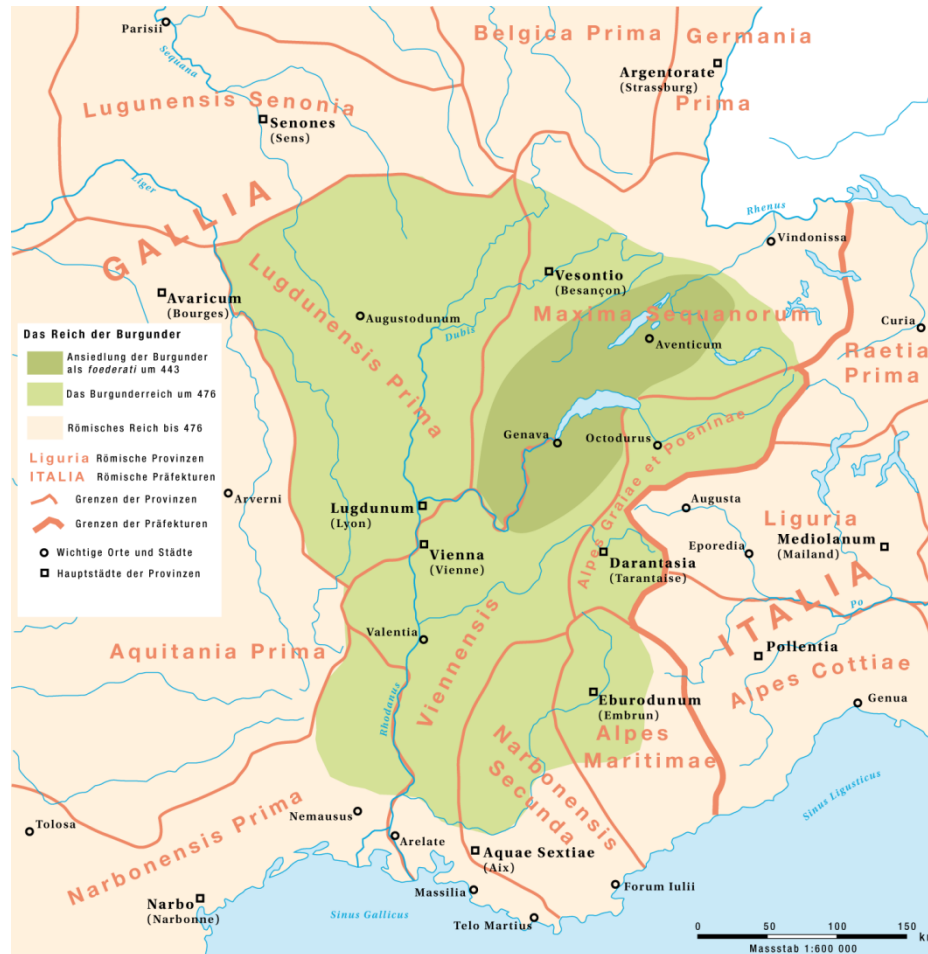 Parisii
Sequana
Belgica Prima
Germania
Prima
Argentorate
(Strassburg)
Lugunensis Senonia
Senones
(Sens)
Liger
GALLIA
Rhenus
Vindonissa
Avaricum
(Bourges)
Lugdunensis Prima
Augustodunum
Vesontio
(Besançon)
Dubis
Maxima Sequanorum
Aventicum
Curia
Raetia
Prima
Das Reich der Burgunder
Ansiedlung der Burgunder
als foederati um 443
Das Burgunderreich um 476
Römisches Reich bis 476
Liguria Römische Provinzen
ITALIA Römische Präfekturen
Grenzen der Provinzen
Grenzen der Präfekturen
Wichtige Orte und Städte
Hauptstädte der Provinzen
Genava
Octodurus
Alpes Graiae et Poeninae
Arverni
Lugdunum
(Lyon)
Vienna
(Vienne)
Augusta
Eporedia
Liguria
Mediolanum
(Mailand)
Darantasia
(Tarantaise)
ITALIA
Po
Valentia
Aquitania Prima
Viennensis
Rhodanus
Pollentia
Alpes Cottiae
Genua
Eburodunum
(Embrun)
Alpes
Maritimae
Narbonensis
Secunda
Sinus Ligusticus
Narbonensis Prima
Tolosa
Nemausus
Arelate
Aquae Sextiae
(Aix)
Massilia
Forum Iulii
Telo Martius
Narbo
(Narbonne)
Sinus Gallicus
0 50 100 150 km
Massstab 1:600 000